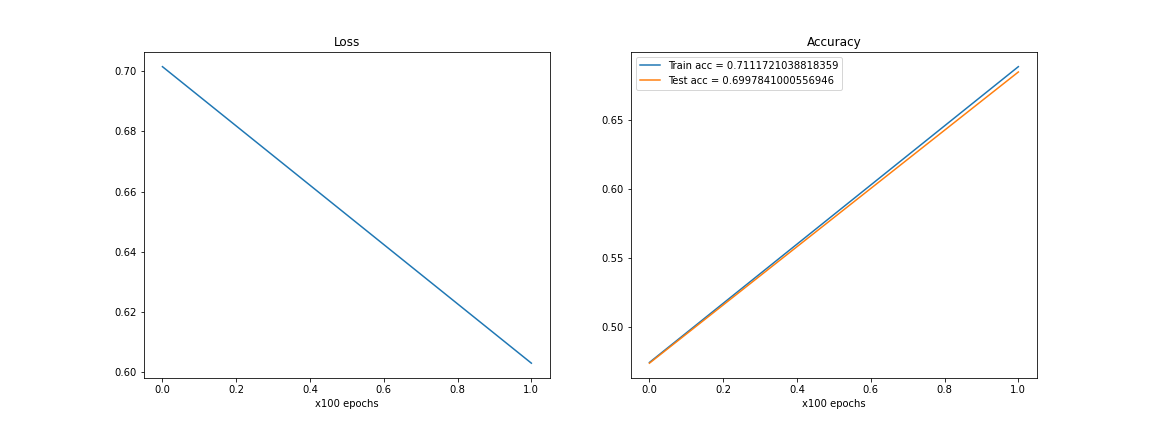 Loss
0.70
0.68
0.66
0.64
0.62
0.60
0.0 0.2 0.4 0.6 0.8 1.0
x100 epochs
Accuracy
Train acc = 0.7111721038818359
Test acc = 0.6997841000556946
0.65
0.60
0.55
0.50
0.0 0.2 0.4 0.6 0.8 1.0
x100 epochs